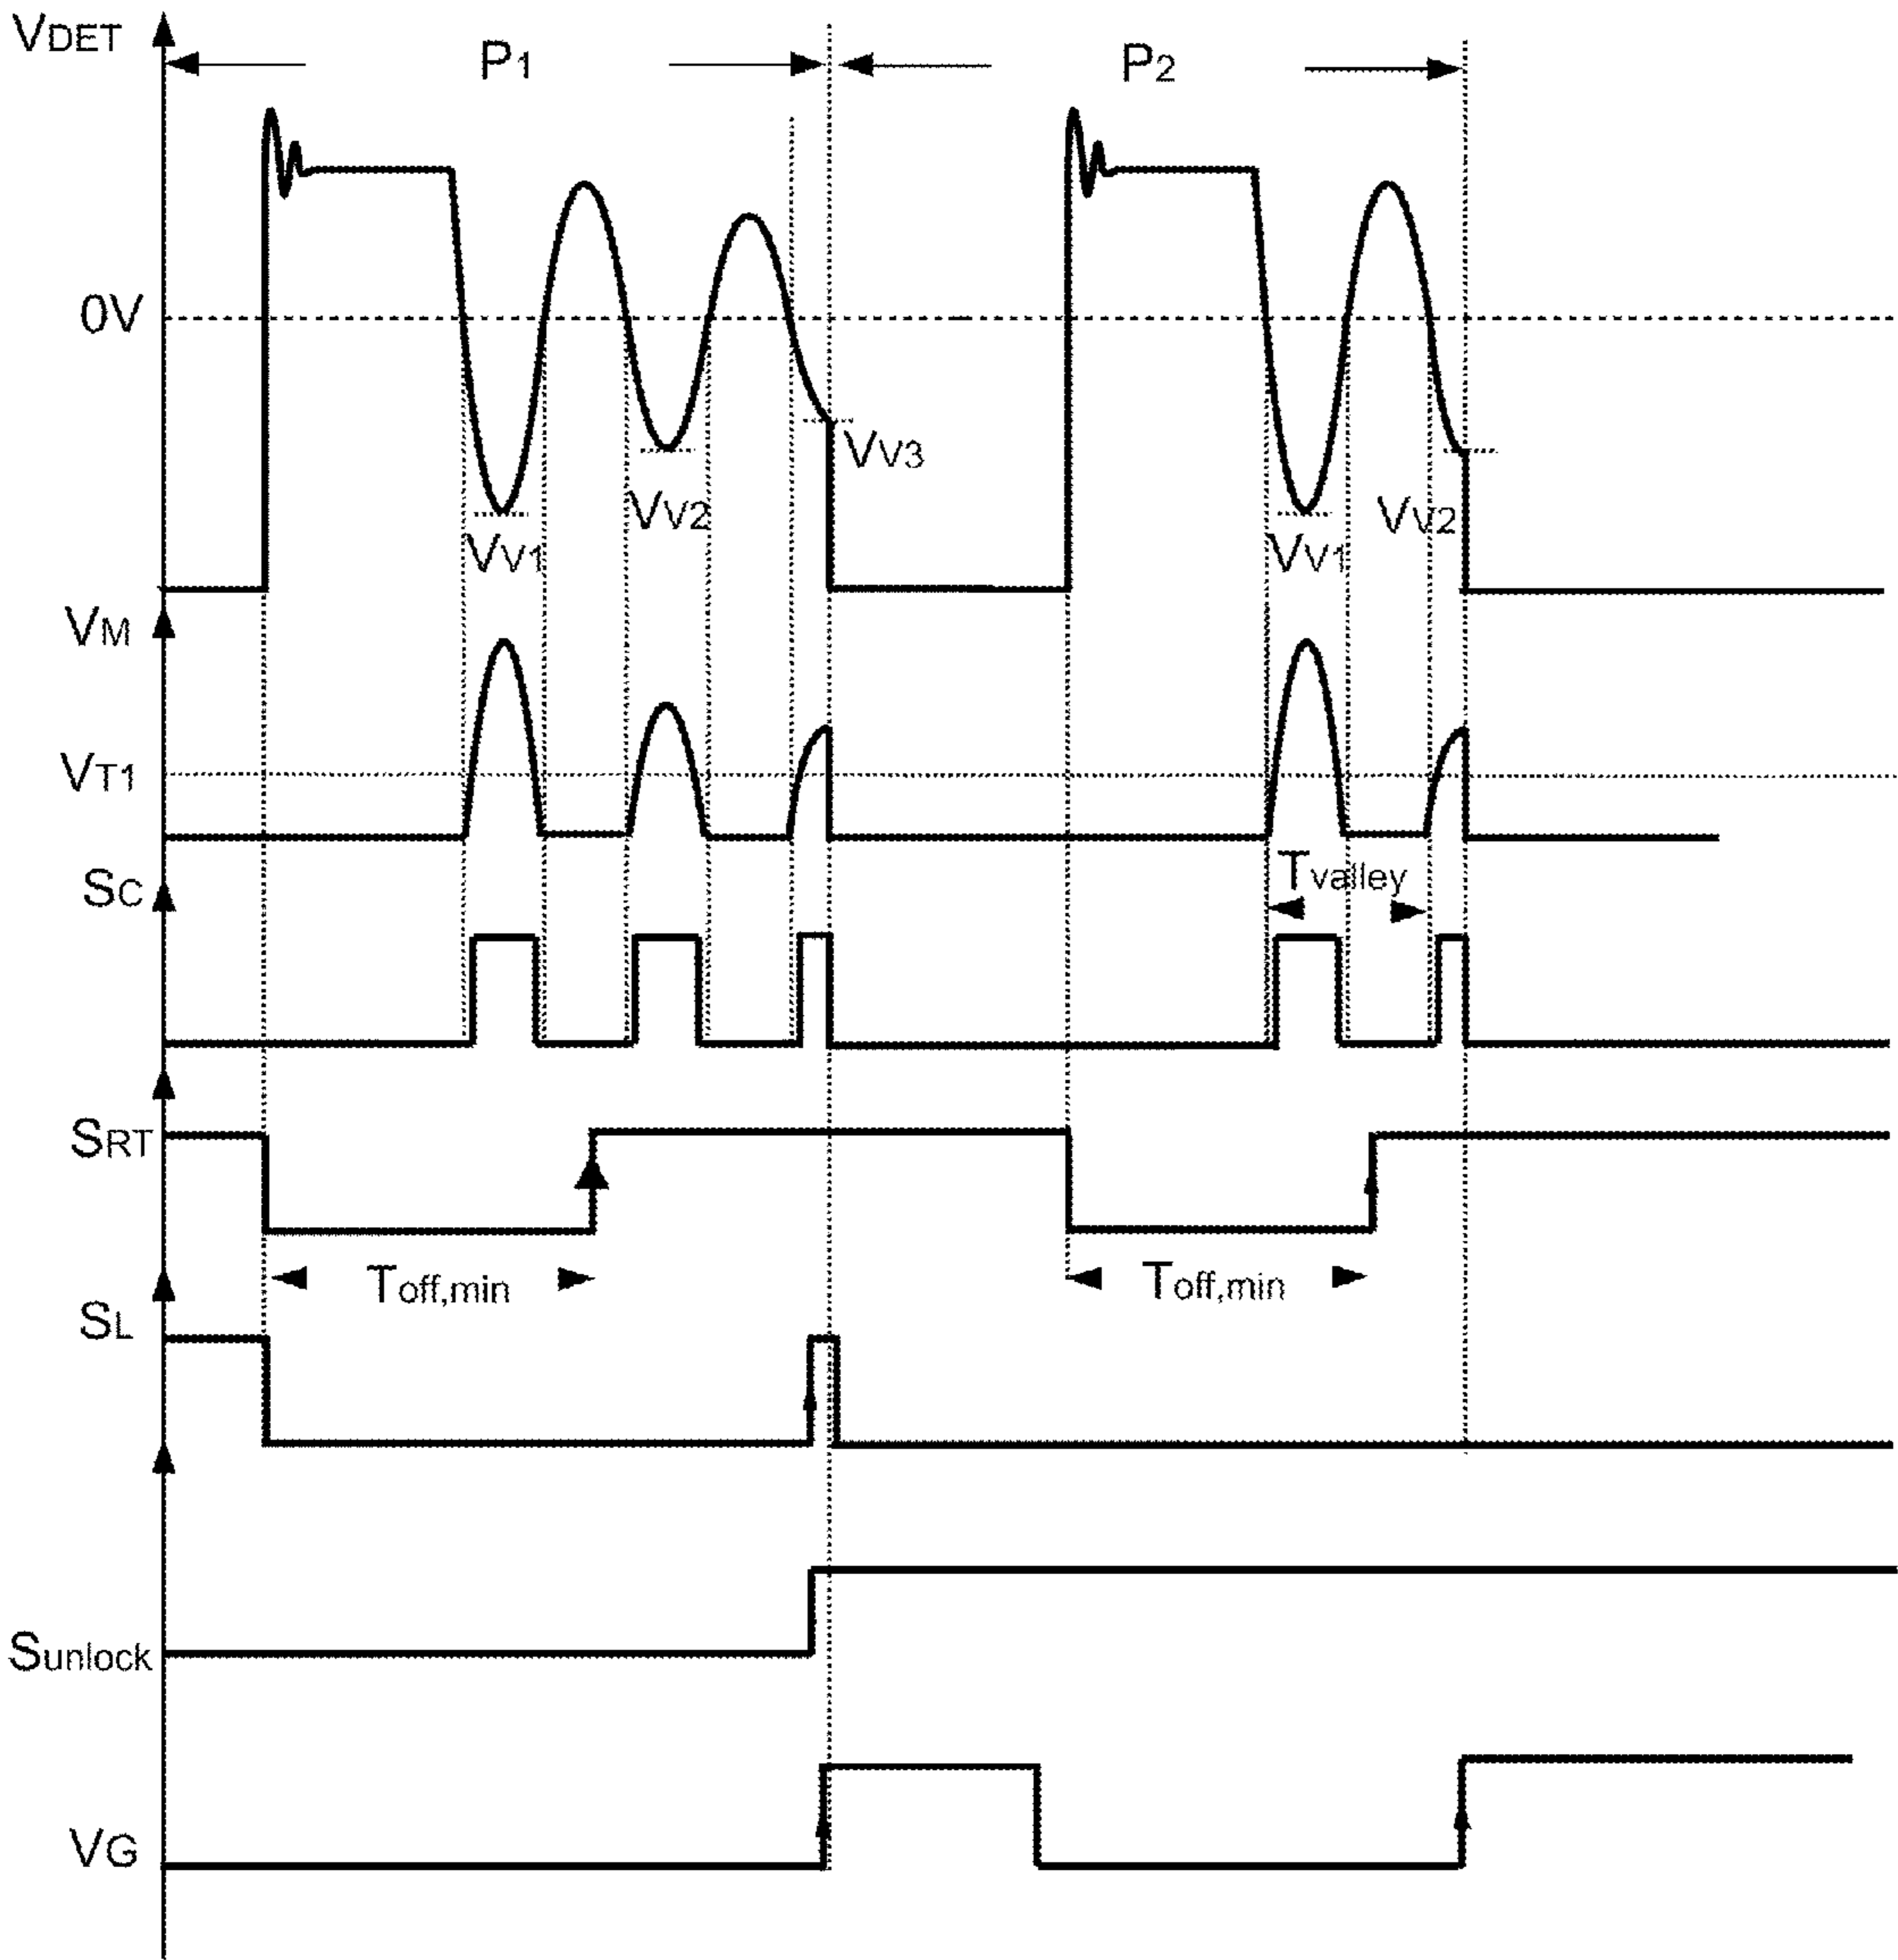 VDET
P1
P2
0V
VV3
VV2
VV2
VV1
VV1
VM
VT1
Tvalley
SC
SRT
Toff,min
Toff,min
SL
Sunlock
VG